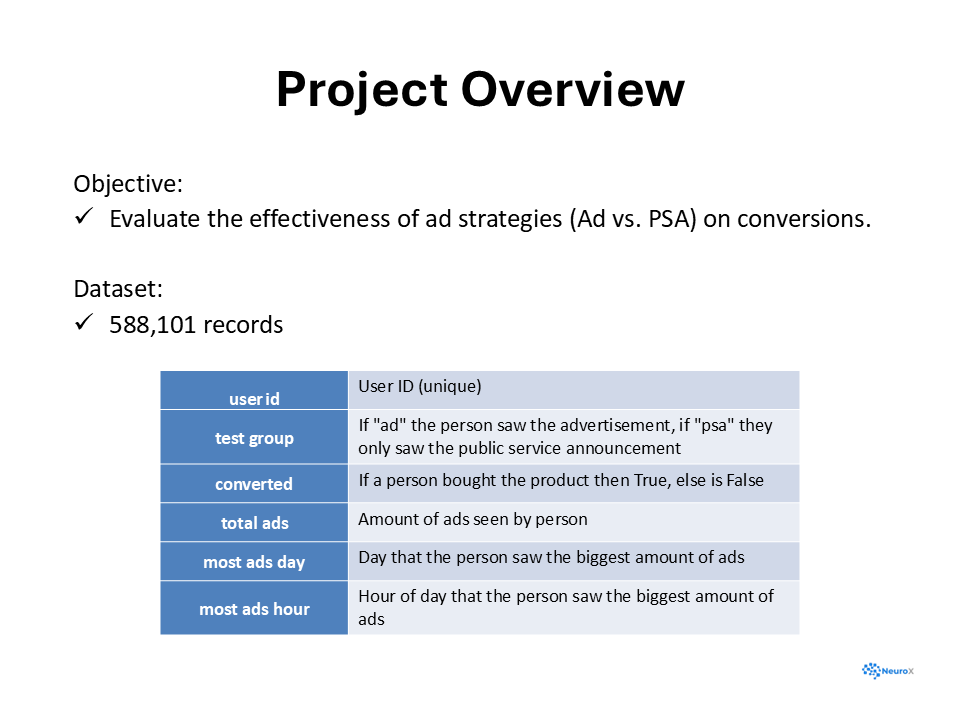 Project Overview
Objective:
✓ Evaluate the effectiveness of ad strategies (Ad vs. PSA) on conversions.
Dataset:
✓ 588,101 records
user id
User ID (unique)
test group
If "ad" the person saw the advertisement, if "psa" they
only saw the public service announcement
converted
If a person bought the product then True, else is False
total ads
Amount of ads seen by person
most ads day
Day that the person saw the biggest amount of ads
most ads hour
Hour of day that the person saw the biggest amount of
ads
NeuroX